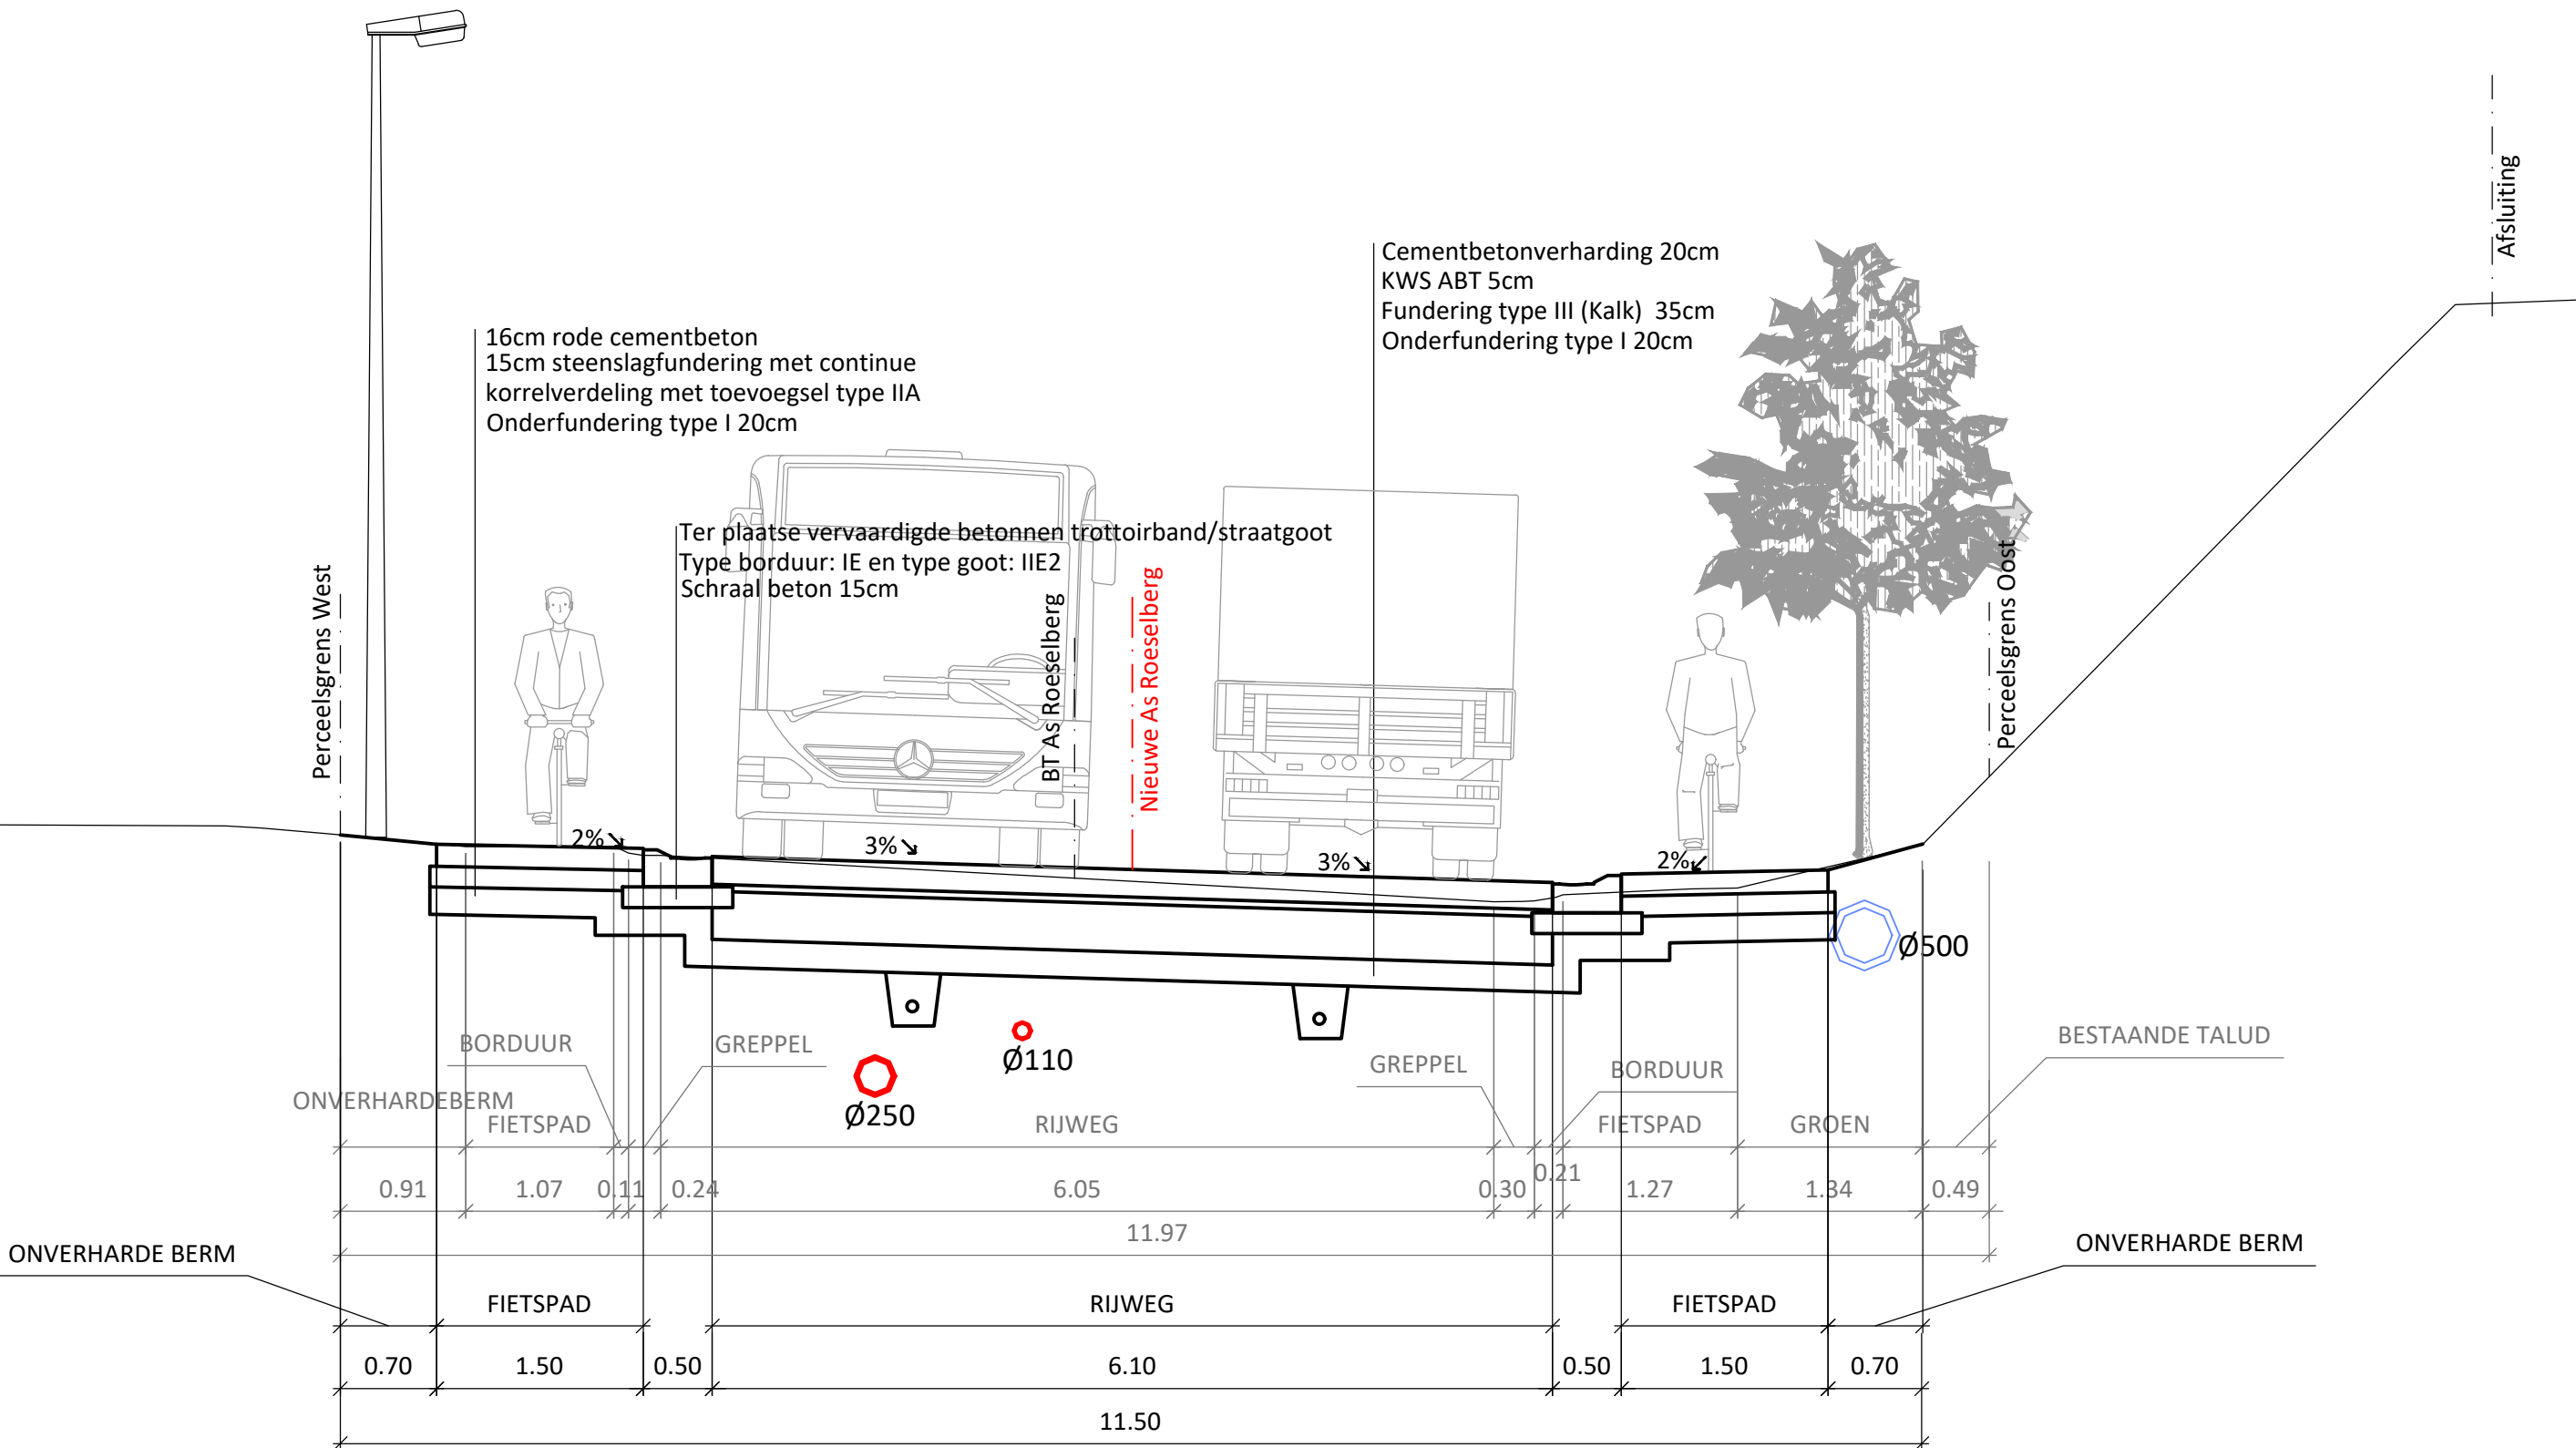 Afsluiting
Cementbetonverharding 20cm
KWS ABT 5cm
Fundering type III (Kalk) 35cm
Onderfundering type I 20cm
16cm rode cementbeton
15cm steenslagfundering met continue
korrelverdeling met toevoegsel type IIA
Onderfundering type I 20cm
Ter plaatse vervaardigde betonnen trottoirband/straatgoot
Type borduur: IE en type goot: IIE2
Schraal beton 15cm
Perceelsgrens West
BT As Roeselberg
Nieuwe As Roeselberg
Perceelsgrens Oost
2%
3%
3%
2%
Ø500
Ø110
Ø250
BORDUUR
GREPPEL
GREPPEL
BORDUUR
BESTAANDE TALUD
ONVERHARDEBERM
FIETSPAD
RIJWEG
FIETSPAD
GROEN
0.91
1.07
0.11
0.24
6.05
0.30
0.21
1.27
1.34
0.49
11.97
ONVERHARDE BERM
ONVERHARDE BERM
FIETSPAD
RIJWEG
FIETSPAD
0.70
1.50
0.50
6.10
0.50
1.50
0.70
11.50